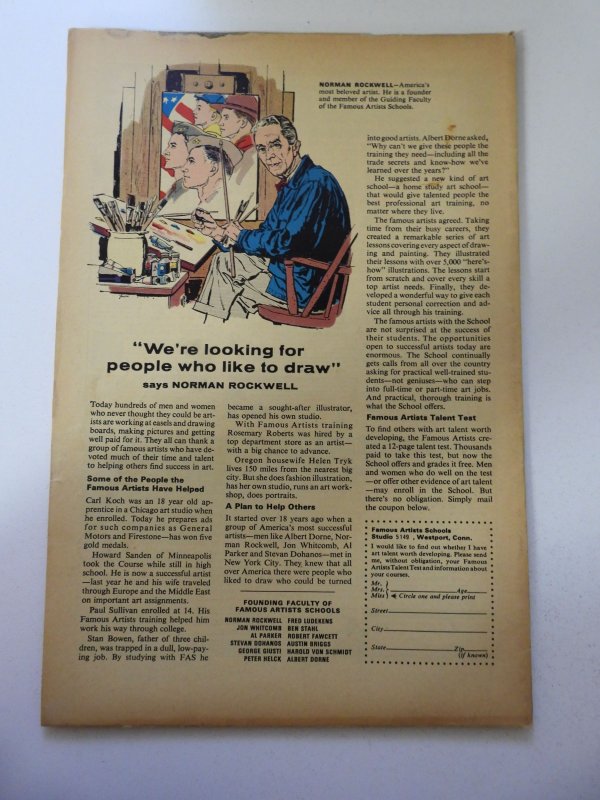 NORMAN ROCKWELL—America's
most beloved artist. He is a founder
and member of the Guiding Faculty
of the Famous Artists Schools.
"We're looking for
people who like to draw"
says NORMAN ROCKWELL
Today hundreds of men and women
who never thought they could be art-
ists are working at easels and drawing
boards, making pictures and getting
well paid for it. They all can thank a
group of famous artists who have de-
voted much of their time and talent
to helping others find success in art.
Some of the People the
Famous Artists Have Helped
Carl Koch was an 18 year old ap-
prentice in a Chicago art studio when
he enrolled. Today he prepares ads
for such companies as General
Motors and Firestone—has won five
gold medals.
Howard Sanden of Minneapolis
took the Course while still in high
school. He is now a successful artist
—last year he and his wife traveled
through Europe and the Middle East
on important art assignments.
Paul Sullivan enrolled at 14. His
Famous Artists training helped him
work his way through college.
Stan Bowen, father of three chil-
dren, was trapped in a dull, low-pay-
ing job. By studying with FAS he
became a sought-after illustrator,
has opened his own studio.
With Famous Artists training
Rosemary Roberts was hired by a
top department store as an artist—
with a big chance to advance.
Oregon housewife Helen Tryk
lives 150 miles from the nearest big
city. But she does fashion illustration,
has her own studio, runs an art work-
shop, does portraits.
A Plan to Help Others
It started over 18 years ago when a
group of America's most successful
artists—men like Albert Dorne, Nor-
man Rockwell, Jon Whitcomb, Al
Parker and Stevan Dohanos—met in
New York City. They knew that all
over America there were people who
liked to draw who could be turned
FOUNDING FACULTY OF
FAMOUS ARTISTS SCHOOLS
NORMAN ROCKWELL FRED LUDEKENS
JON WHITCOMB BEN STAHL
AL PARKER ROBERT FAWCETT
STEVAN DOHANOS AUSTIN BRIGGS
GEORGE GIUSTI HAROLD VON SCHMIDT
PETER HELCK ALBERT DORNE
into good artists. Albert Dorne asked,
"Why can't we give these people the
training they need—including all the
trade secrets and know-how we've
learned over the years?"
He suggested a new kind of art
school—a home study art school—
that would give talented people the
best professional art training, no
matter where they live.
The famous artists agreed. Taking
time from their busy careers, they
created a remarkable series of art
lessons covering every aspect of draw-
ing and painting. They illustrated
their lessons with over 5,000 "here's-
how" illustrations. The lessons start
from scratch and cover every skill a
top artist needs. Finally, they de-
veloped a wonderful way to give each
student personal correction and ad-
vice all through his training.
The famous artists with the School
are not surprised at the success of
their students. The opportunities
open to successful artists today are
enormous. The School continually
gets calls from all over the country
asking for practical well-trained stu-
dents—not geniuses—who can step
into full-time or part-time art jobs.
And practical, thorough training is
what the School offers.
Famous Artists Talent Test
To find others with art talent worth
developing, the Famous Artists cre-
ated a 12-page talent test. Thousands
paid to take this test, but now the
School offers and grades it free. Men
and women who do well on the test
—or offer other evidence of art talent
—may enroll in the School. But
there's no obligation. Simply mail
the coupon below.
Famous Artists Schools
Studio 5149, Westport, Conn.
I would like to find out whether I have
art talent worth developing. Please send
me, without obligation, your Famous
Artists Talent Test and information about
your courses.
Mr.
Mrs. Age
Miss Circle one and please print
Street
City
State Zip
(if known)